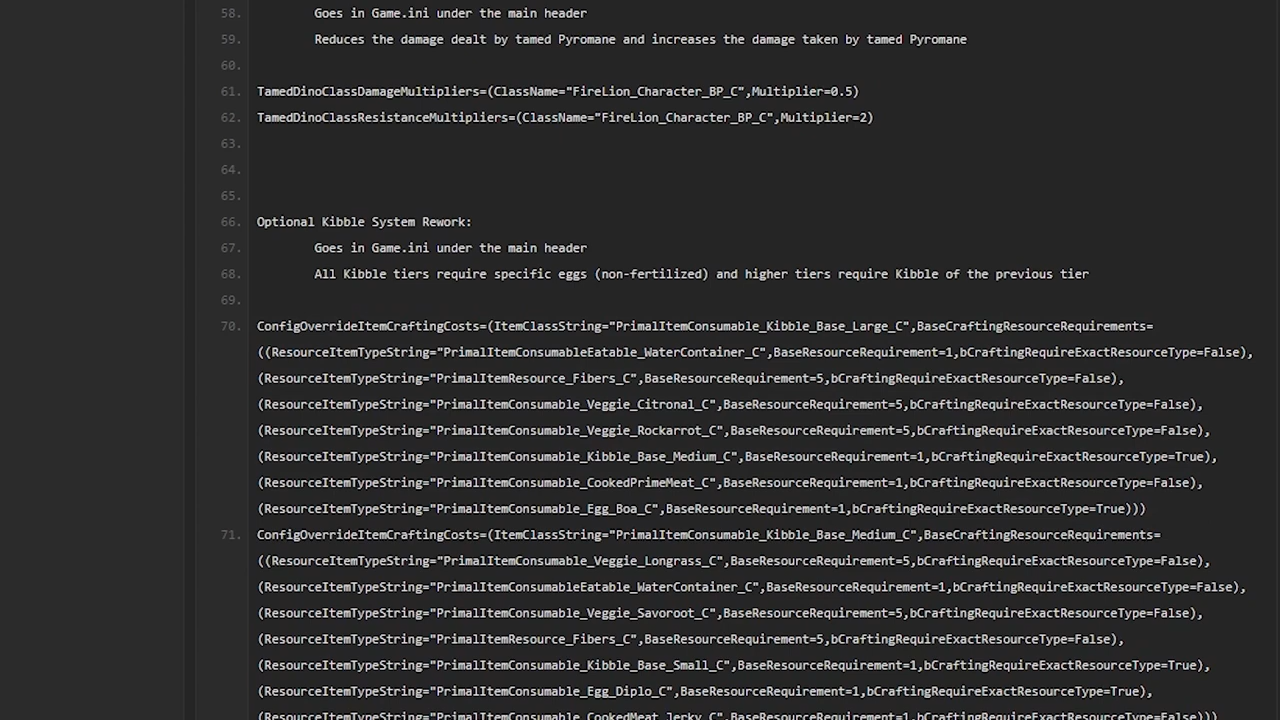 58. Goes in Game.ini under the main header
59. Reduces the damage dealt by tamed Pyromane and increases the damage taken by tamed Pyromane
60.
61. TamedDinoClassDamageMultipliers=(ClassName="FireLion_Character_BP_C",Multiplier=0.5)
62. TamedDinoClassResistanceMultipliers=(ClassName="FireLion_Character_BP_C",Multiplier=2)
63.
64.
65.
66. Optional Kibble System Rework:
67. Goes in Game.ini under the main header
68. All Kibble tiers require specific eggs (non-fertilized) and higher tiers require Kibble of the previous tier
69.
70. ConfigOverrideItemCraftingCosts=(ItemClassString="PrimalItemConsumable_Kibble_Base_Large_C",BaseCraftingResourceRequirements=
((ResourceItemTypeString="PrimalItemConsumableEatable_WaterContainer_C",BaseResourceRequirement=1,bCraftingRequireExactResourceType=False),
(ResourceItemTypeString="PrimalItemResource_Fibers_C",BaseResourceRequirement=5,bCraftingRequireExactResourceType=False),
(ResourceItemTypeString="PrimalItemConsumable_Veggie_Citronal_C",BaseResourceRequirement=5,bCraftingRequireExactResourceType=False),
(ResourceItemTypeString="PrimalItemConsumable_Veggie_Rockarrot_C",BaseResourceRequirement=5,bCraftingRequireExactResourceType=False),
(ResourceItemTypeString="PrimalItemConsumable_Kibble_Base_Medium_C",BaseResourceRequirement=1,bCraftingRequireExactResourceType=True),
(ResourceItemTypeString="PrimalItemConsumable_CookedPrimeMeat_C",BaseResourceRequirement=1,bCraftingRequireExactResourceType=False),
(ResourceItemTypeString="PrimalItemConsumable_Egg_Boa_C",BaseResourceRequirement=1,bCraftingRequireExactResourceType=True)))
71. ConfigOverrideItemCraftingCosts=(ItemClassString="PrimalItemConsumable_Kibble_Base_Medium_C",BaseCraftingResourceRequirements=
((ResourceItemTypeString="PrimalItemConsumable_Veggie_Longrass_C",BaseResourceRequirement=5,bCraftingRequireExactResourceType=False),
(ResourceItemTypeString="PrimalItemConsumableEatable_WaterContainer_C",BaseResourceRequirement=1,bCraftingRequireExactResourceType=False),
(ResourceItemTypeString="PrimalItemConsumable_Veggie_Savoroot_C",BaseResourceRequirement=5,bCraftingRequireExactResourceType=False),
(ResourceItemTypeString="PrimalItemResource_Fibers_C",BaseResourceRequirement=5,bCraftingRequireExactResourceType=False),
(ResourceItemTypeString="PrimalItemConsumable_Kibble_Base_Small_C",BaseResourceRequirement=1,bCraftingRequireExactResourceType=True),
(ResourceItemTypeString="PrimalItemConsumable_Egg_Diplo_C",BaseResourceRequirement=1,bCraftingRequireExactResourceType=True),
(ResourceItemTypeString="PrimalItemConsumable_CookedMeat_Jerky_C",BaseResourceRequirement=1,bCraftingRequireExactResourceType=False)))